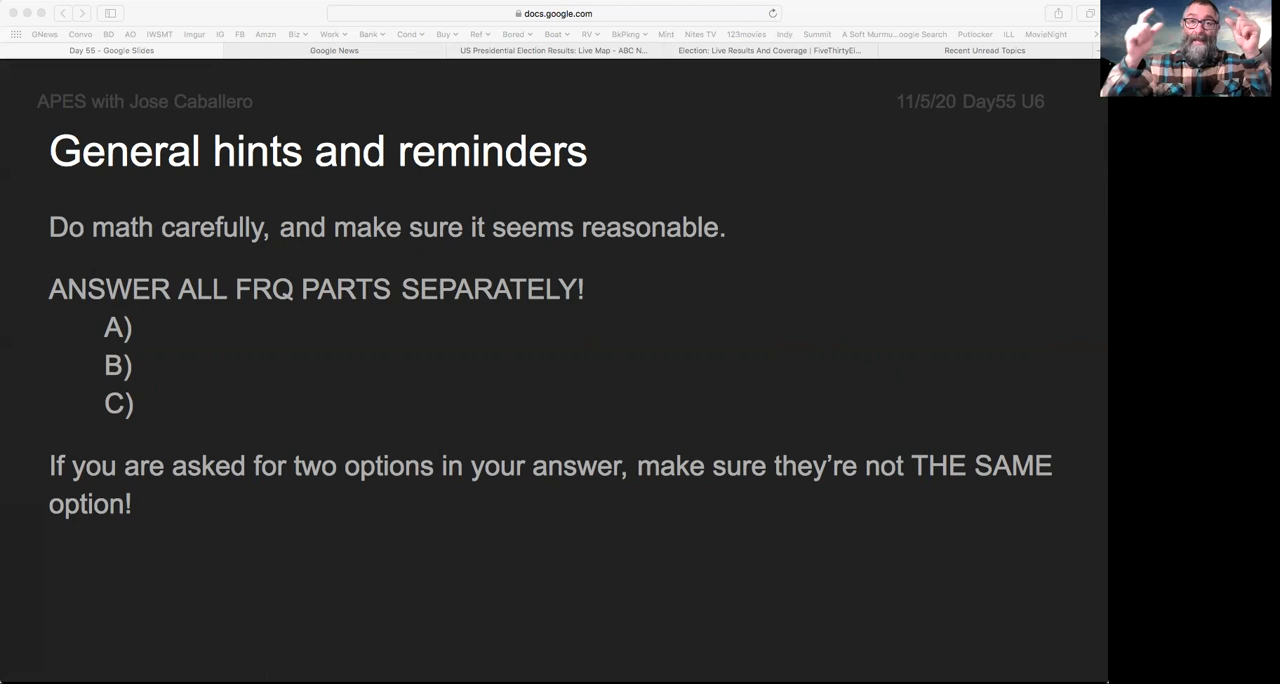 docs.google.com
GNews Convo BD AO IWSMT Imgur IG FB Amzn Biz Work Bank Cond Buy Ref Bored Boat RV BkPkng Mint Nites TV 123movies Indy Summit A Soft Murmu...oogle Search Putlocker ILL MovieNight
Day 55 - Google Slides Google News US Presidential Election Results: Live Map - ABC N... Election: Live Results And Coverage | FiveThirtyEi... Recent Unread Topics
APES with Jose Caballero 11/5/20 Day55 U6
General hints and reminders
Do math carefully, and make sure it seems reasonable.
ANSWER ALL FRQ PARTS SEPARATELY!
A)
B)
C)
If you are asked for two options in your answer, make sure they’re not THE SAME
option!